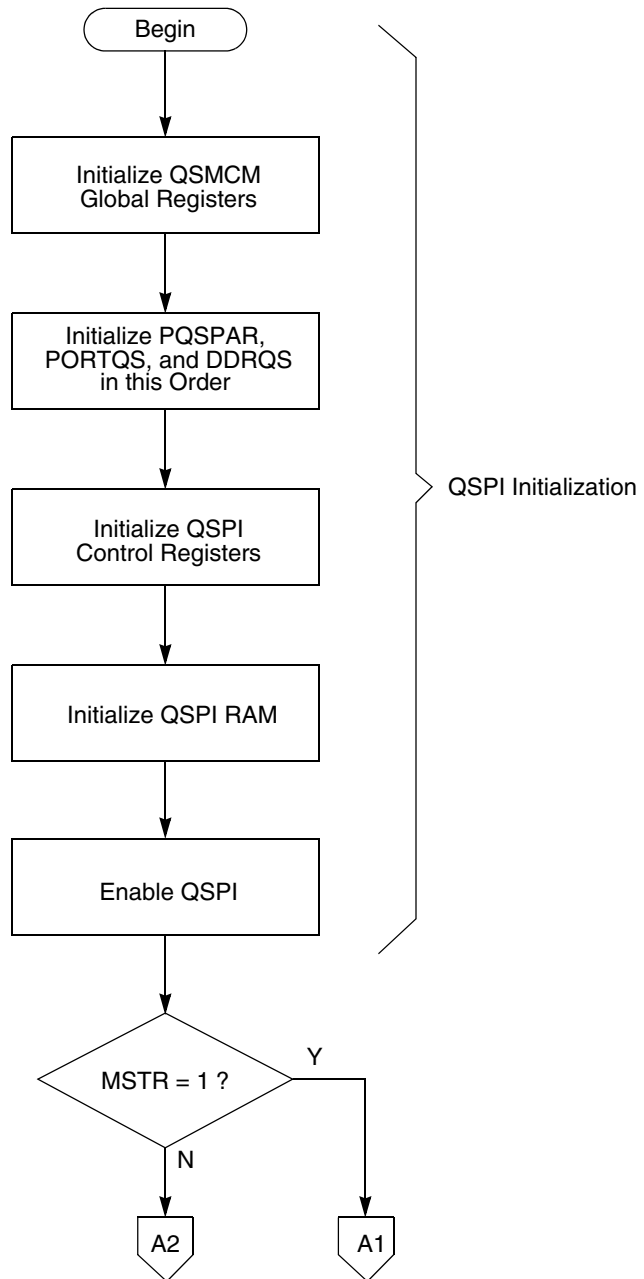 Begin
Initialize QSMCM
Global Registers
Initialize PQSPAR,
PORTQS, and DDRQS
in this Order
QSPI Initialization
Initialize QSPI
Control Registers
Initialize QSPI RAM
Enable QSPI
MSTR = 1 ?
Y
N
A2
A1